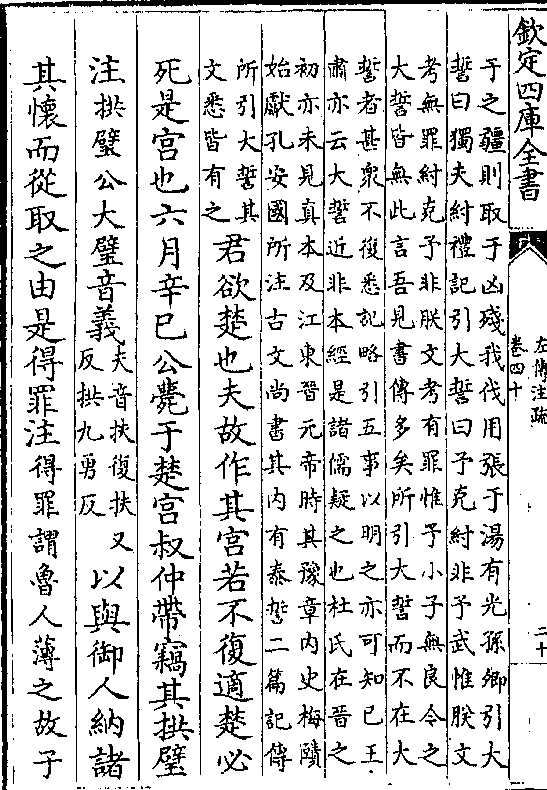 欽定四庫全書
左傳注疏
卷四十
二十
于之疆則取于凶殘我伐用張于湯有光孫卿引大
誓曰獨夫紂禮記引大誓曰予克紂非予武惟朕文
考無罪紂克予非朕文考有罪惟予小子無良今之
大誓皆無此言吾見書傳多矣所引大誓而不在大
誓者甚衆不復悉記略引五事以明之亦可知已王
肅亦云大誓近非本經是諸儒疑之也杜氏在晉之
初亦未見真本及江東晉元帝時其豫章内史梅賾
始獻孔安國所注古文尚書其内有泰誓二篇記傳
所引大誓其
文悉皆有之
君欲楚也夫故作其宮若不復適楚必
死是宮也六月辛巳公薨于楚宮叔仲帶竊其拱璧
注拱璧公大璧音義
夫音扶復扶又
反拱九勇反
以與御人納諸
其懷而從取之由是得罪注得罪謂魯人薄之故子